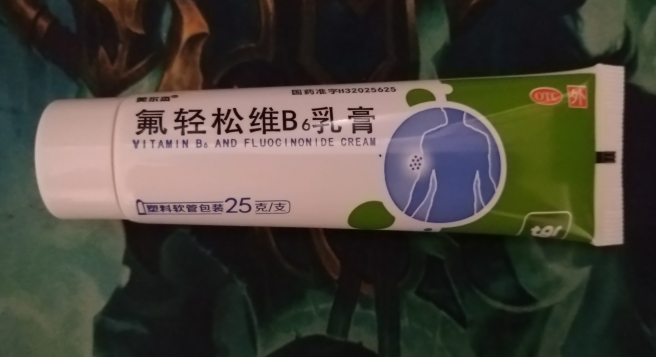 国药准字H32025625
OTC
外
氟轻松维B6乳膏
VITAMIN B6 AND FLUOCINONIDE CREAM
塑料软管包装25克/支